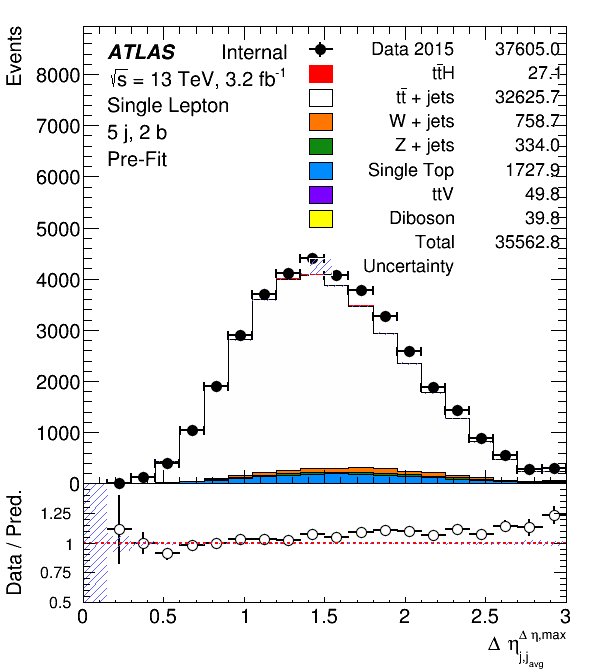 Events
ATLAS Internal
√s = 13 TeV, 3.2 fb⁻¹
Single Lepton
5 j, 2 b
Pre-Fit
Data 2015 37605.0
tt̄H 27.1
tt̄ + jets 32625.7
W + jets 758.7
Z + jets 334.0
Single Top 1727.9
ttV 49.8
Diboson 39.8
Total 35562.8
Uncertainty
8000
7000
6000
5000
4000
3000
2000
1000
0
Data / Pred.
1.25
1
0.75
0.5
0 0.5 1 1.5 2 2.5 3
Δ η j,j avg Δ η,max